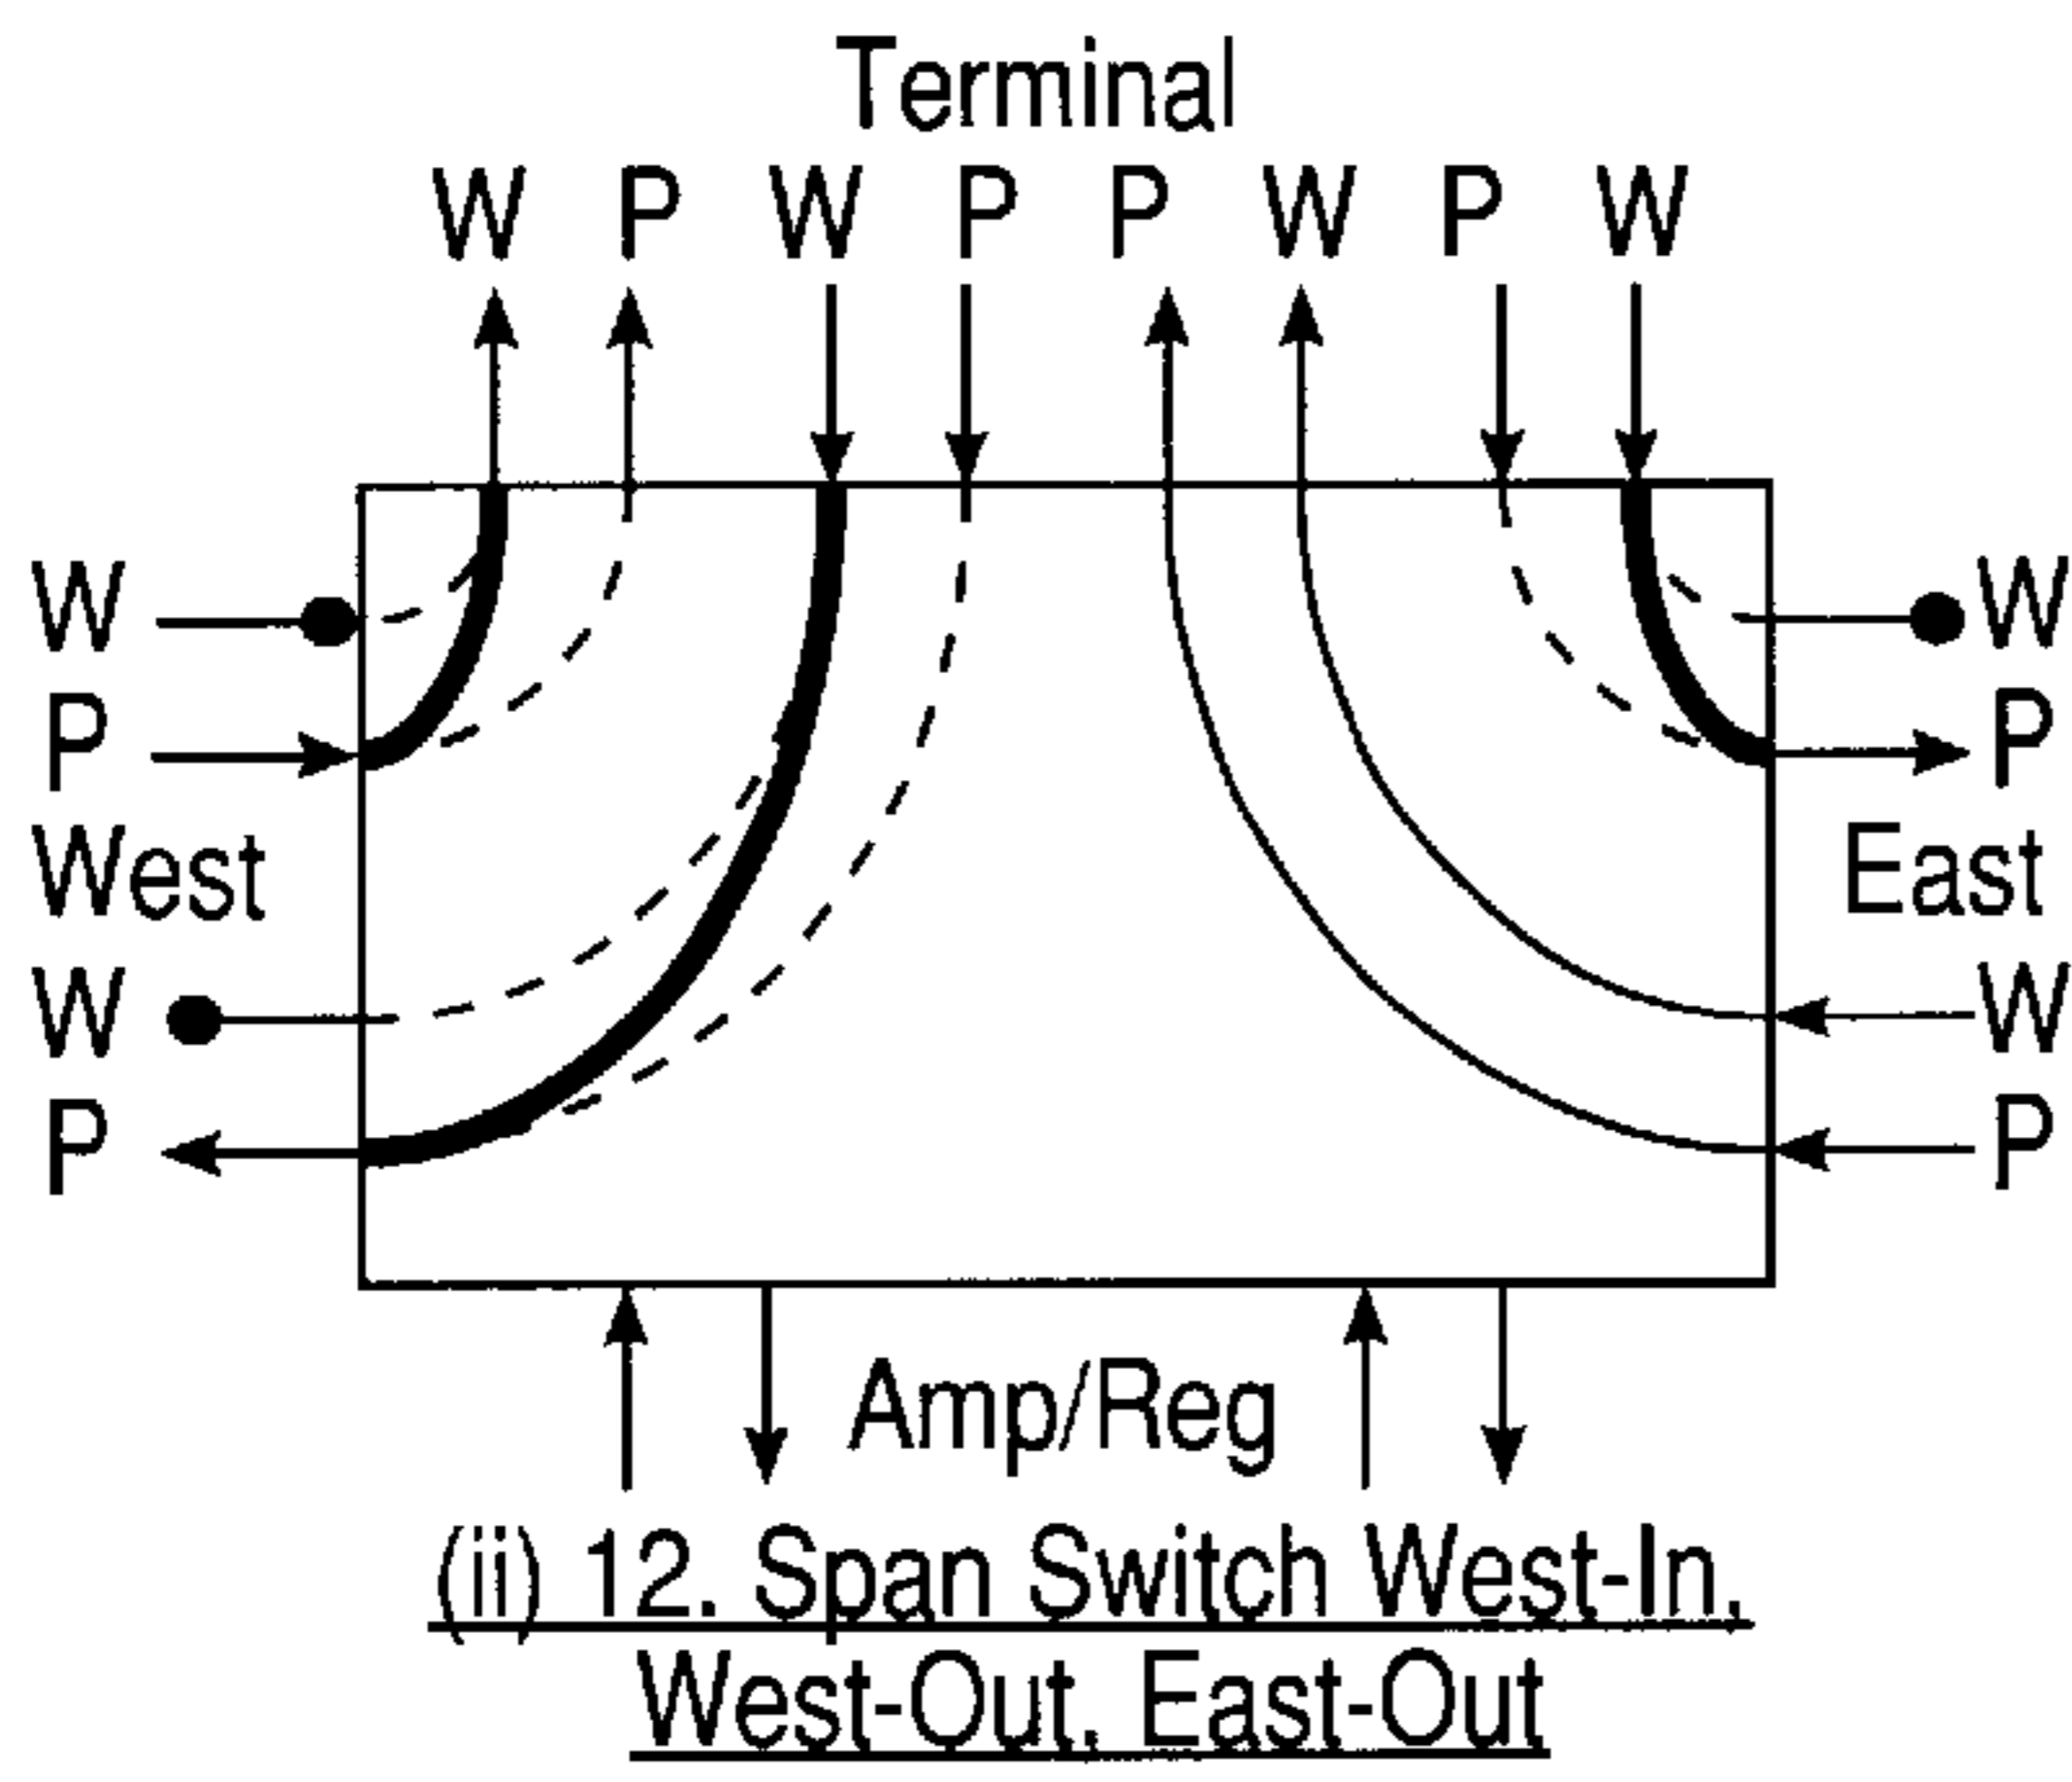 Terminal
W P W P P W P W
W W
P P
West East
W W
P P
Amp/Reg
(ii) 12. Span Switch West-In,
West-Out, East-Out